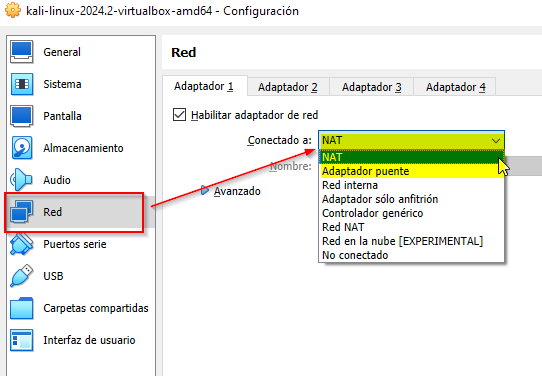 kali-linux-2024.2-virtualbox-amd64 - Configuración
General
Sistema
Pantalla
Almacenamiento
Audio
Red
Puertos serie
USB
Carpetas compartidas
Interfaz de usuario
Red
Adaptador 1 Adaptador 2 Adaptador 3 Adaptador 4
Habilitar adaptador de red
Conectado a: NAT
Nombre:
Avanzado
NAT
Adaptador puente
Red interna
Adaptador sólo anfitrión
Controlador genérico
Red NAT
Red en la nube [EXPERIMENTAL]
No conectado